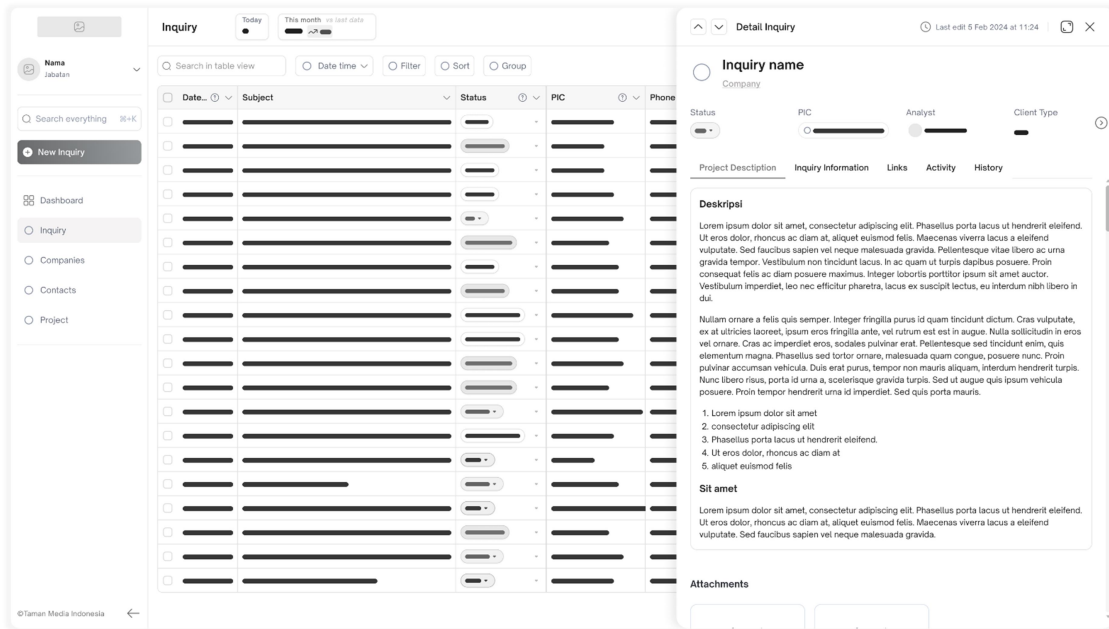 Nama
Jabatan
Search everything ⌘+K
New Inquiry
Dashboard
Inquiry
Companies
Contacts
Project
©Taman Media Indonesia
Inquiry
Today
This month vs last date
Search in table view
Date time
Filter
Sort
Group
Date...
Subject
Status
PIC
Phone
Detail Inquiry
Last edit 5 Feb 2024 at 11:24
Inquiry name
Company
Status
PIC
Analyst
Client Type
Project Desctiption
Inquiry Information
Links
Activity
History
Deskripsi
Lorem ipsum dolor sit amet, consectetur adipiscing elit. Phasellus porta lacus ut hendrerit eleifend.
Ut eros dolor, rhoncus ac diam at, aliquet euismod felis. Maecenas viverra lacus a eleifend
vulputate. Sed faucibus sapien vel neque malesuada gravida. Pellentesque vitae libero ac urna
gravida tempor. Vestibulum non tincidunt lacus. In ac quam ut turpis dapibus posuere. Proin
consequat felis ac diam posuere maximus. Integer lobortis porttitor ipsum sit amet auctor.
Vestibulum imperdiet, leo nec efficitur pharetra, lacus ex suscipit lectus, eu interdum nibh libero in
dui.
Nullam ornare a felis quis semper. Integer fringilla purus id quam tincidunt dictum. Cras vulputate,
ex at ultricies laoreet, ipsum eros fringilla ante, vel rutrum est est in augue. Nulla sollicitudin in eros
vel ornare. Cras ac imperdiet eros, sodales pulvinar erat. Pellentesque sed tincidunt enim, quis
elementum magna. Phasellus sed tortor ornare, malesuada quam congue, posuere nunc. Proin
pulvinar accumsan vehicula. Duis erat purus, tempor non mauris aliquam, interdum hendrerit turpis.
Nunc libero risus, porta id urna a, scelerisque gravida turpis. Sed ut augue quis ipsum vehicula
posuere. Proin tempor hendrerit urna id imperdiet. Sed quis porta mauris.
1. Lorem ipsum dolor sit amet
2. consectetur adipiscing elit
3. Phasellus porta lacus ut hendrerit eleifend.
4. Ut eros dolor, rhoncus ac diam at
5. aliquet euismod felis
Sit amet
Lorem ipsum dolor sit amet, consectetur adipiscing elit. Phasellus porta lacus ut hendrerit eleifend.
Ut eros dolor, rhoncus ac diam at, aliquet euismod felis. Maecenas viverra lacus a eleifend
vulputate. Sed faucibus sapien vel neque malesuada gravida.
Attachments